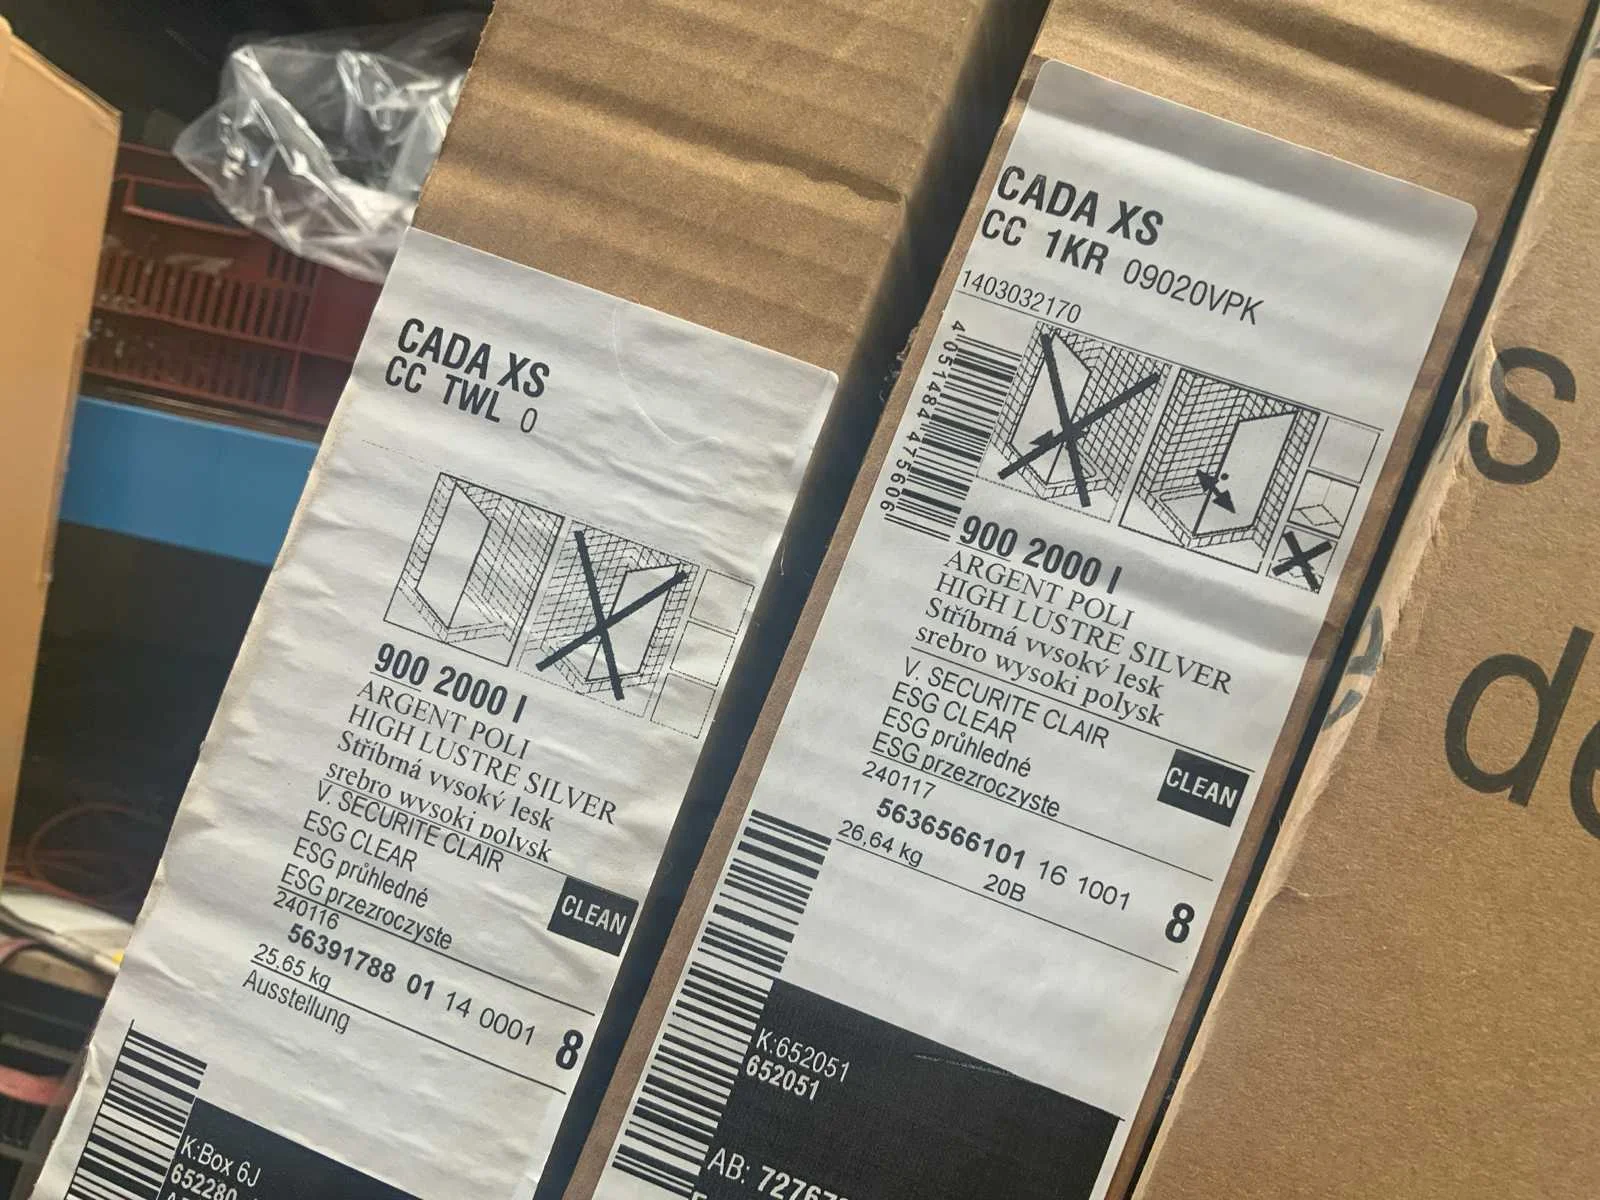 CADA XS
CC TWL 0
900 2000 I
ARGENT POLI
HIGH LUSTRE SILVER
Stříbrná vysoký lesk
srebro wysoki polysk
V. SECURITE CLAIR
ESG CLEAR
ESG průhledné
ESG przezroczyste
240116
CLEAN
56391788 01 14 0001
25,65 kg
8
Ausstellung
K:Box 6J
652280
CADA XS
CC 1KR 09020VPK
1403032170
4 051484 475606
900 2000 I
ARGENT POLI
HIGH LUSTRE SILVER
Stříbrná vysoký lesk
srebro wysoki polysk
V. SECURITE CLAIR
ESG CLEAR
ESG průhledné
ESG przezroczyste
240117
CLEAN
5636566101 16 1001
26,64 kg
20B
8
K:652051
652051
AB:
s
de